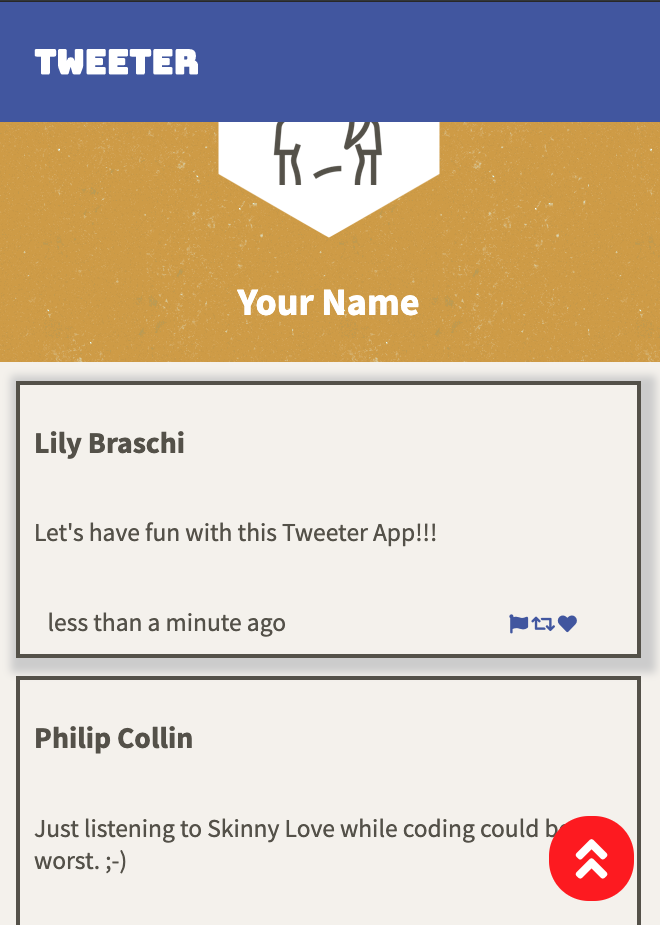 TWEETER
Your Name
Lily Braschi
Let's have fun with this Tweeter App!!!
less than a minute ago
Philip Collin
Just listening to Skinny Love while coding could
worst. ;-)